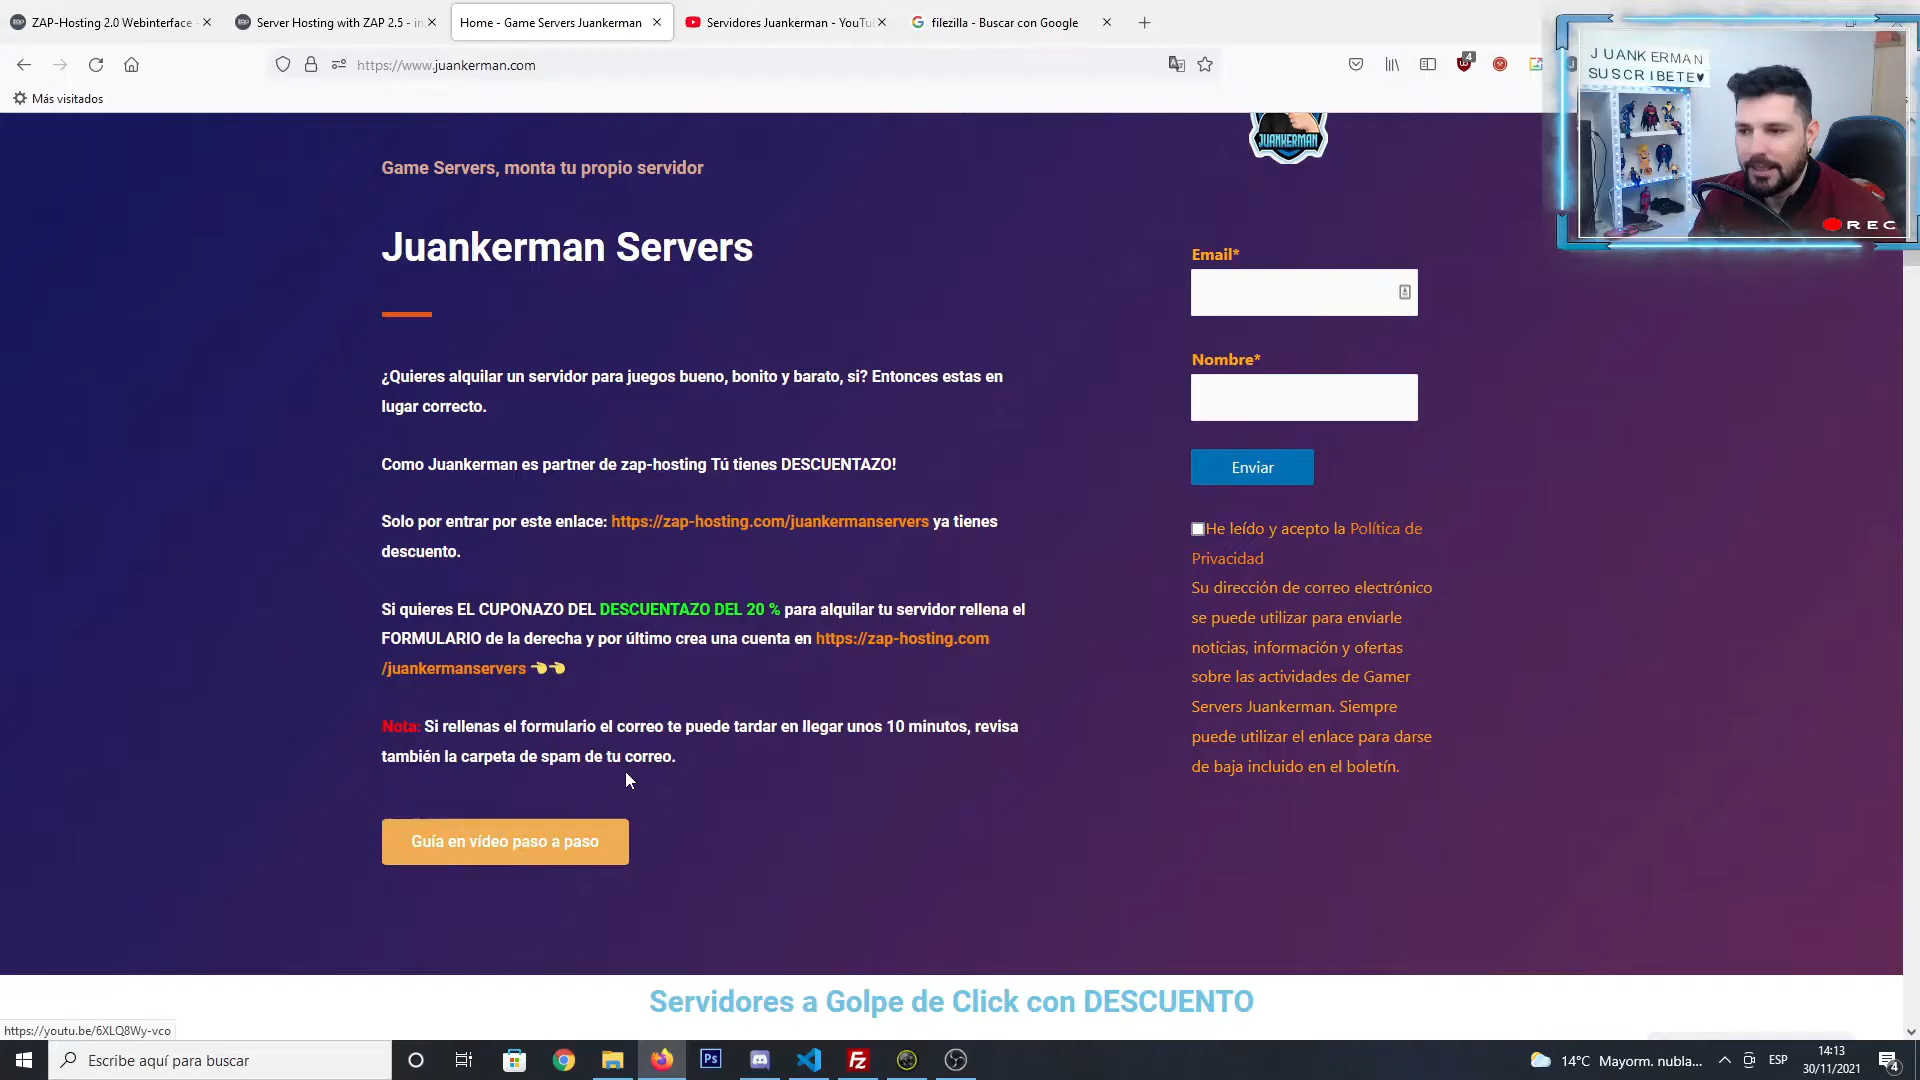 ZAP-Hosting 2.0 Webinterface
Server Hosting with ZAP 2.5 - in
Home - Game Servers Juankerman
Servidores Juankerman - YouTu
filezilla - Buscar con Google
https://www.juankerman.com
4
Más visitados
JUANKERMAN
SUSCRIBETE♥
REC
JUANKERMAN
Game Servers, monta tu propio servidor
Juankerman Servers
¿Quieres alquilar un servidor para juegos bueno, bonito y barato, si? Entonces estas en
lugar correcto.
Como Juankerman es partner de zap-hosting Tú tienes DESCUENTAZO!
Solo por entrar por este enlace: https://zap-hosting.com/juankermanservers ya tienes
descuento.
Si quieres EL CUPONAZO DEL DESCUENTAZO DEL 20 % para alquilar tu servidor rellena el
FORMULARIO de la derecha y por último crea una cuenta en https://zap-hosting.com
/juankermanservers 👈👈
Nota: Si rellenas el formulario el correo te puede tardar en llegar unos 10 minutos, revisa
también la carpeta de spam de tu correo.
Guía en vídeo paso a paso
Email*
Nombre*
Enviar
He leído y acepto la Política de
Privacidad
Su dirección de correo electrónico
se puede utilizar para enviarle
noticias, información y ofertas
sobre las actividades de Gamer
Servers Juankerman. Siempre
puede utilizar el enlace para darse
de baja incluido en el boletín.
Servidores a Golpe de Click con DESCUENTO
https://youtu.be/6XLQ8Wy-vco
Escribe aquí para buscar
Ps
Fz
14°C Mayorm. nubla...
ESP
14:13
30/11/2021
4